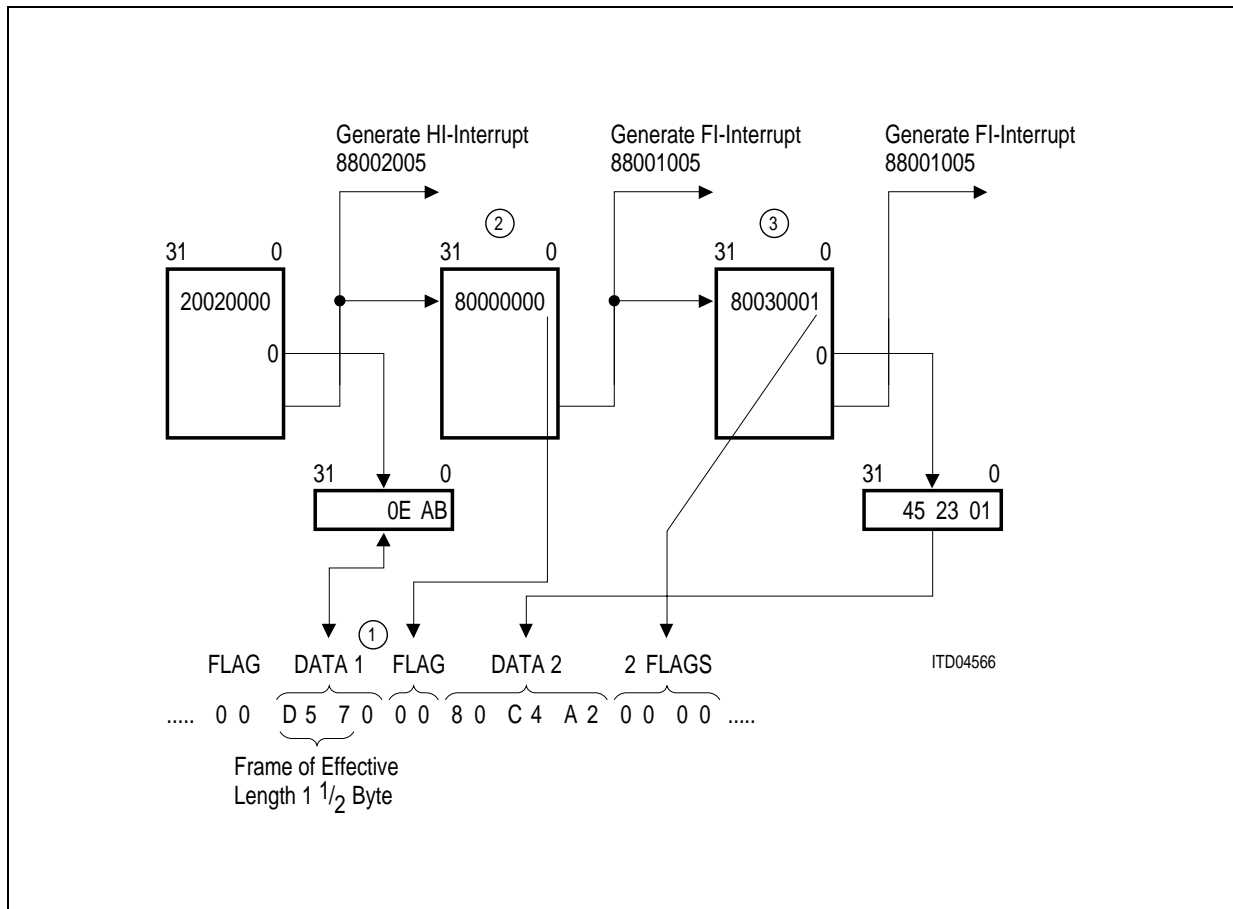 Generate HI-Interrupt
88002005
Generate FI-Interrupt
88001005
Generate FI-Interrupt
88001005
2
3
31 0
31 0
31 0
20020000
80000000
80030001
0
0
31 0
31 0
0E AB
45 23 01
1
FLAG DATA 1 FLAG DATA 2 2 FLAGS
ITD04566
..... 0 0 D 5 7 0 0 0 8 0 C 4 A 2 0 0 0 0 .....
Frame of Effective
Length 1 1/2 Byte